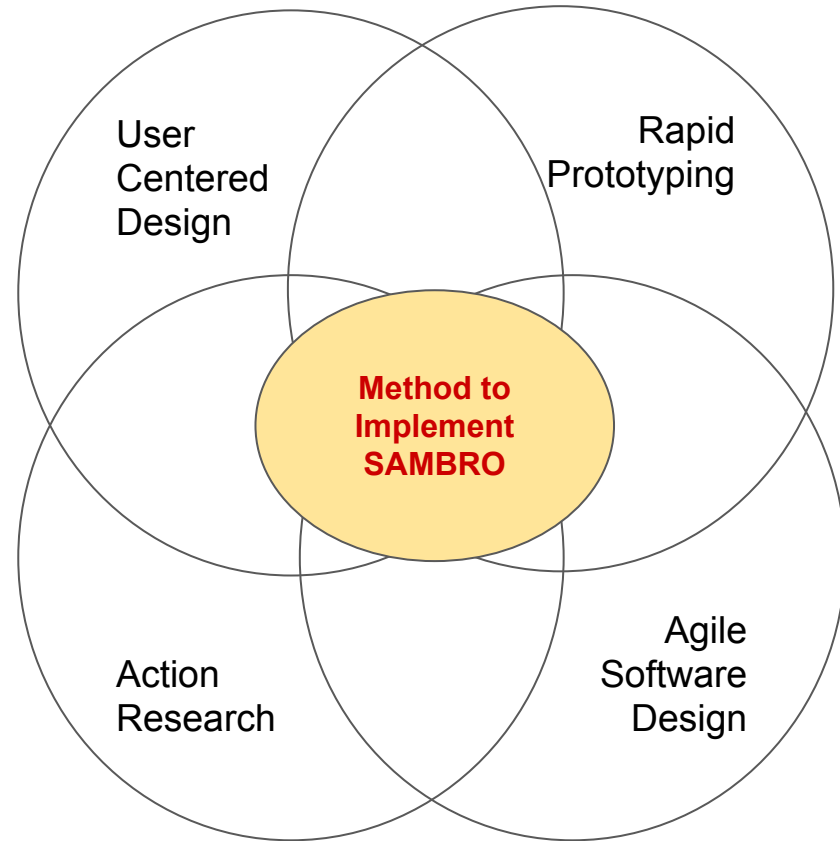 User
Centered
Design
Rapid
Prototyping
Method to
Implement
SAMBRO
Action
Research
Agile
Software
Design